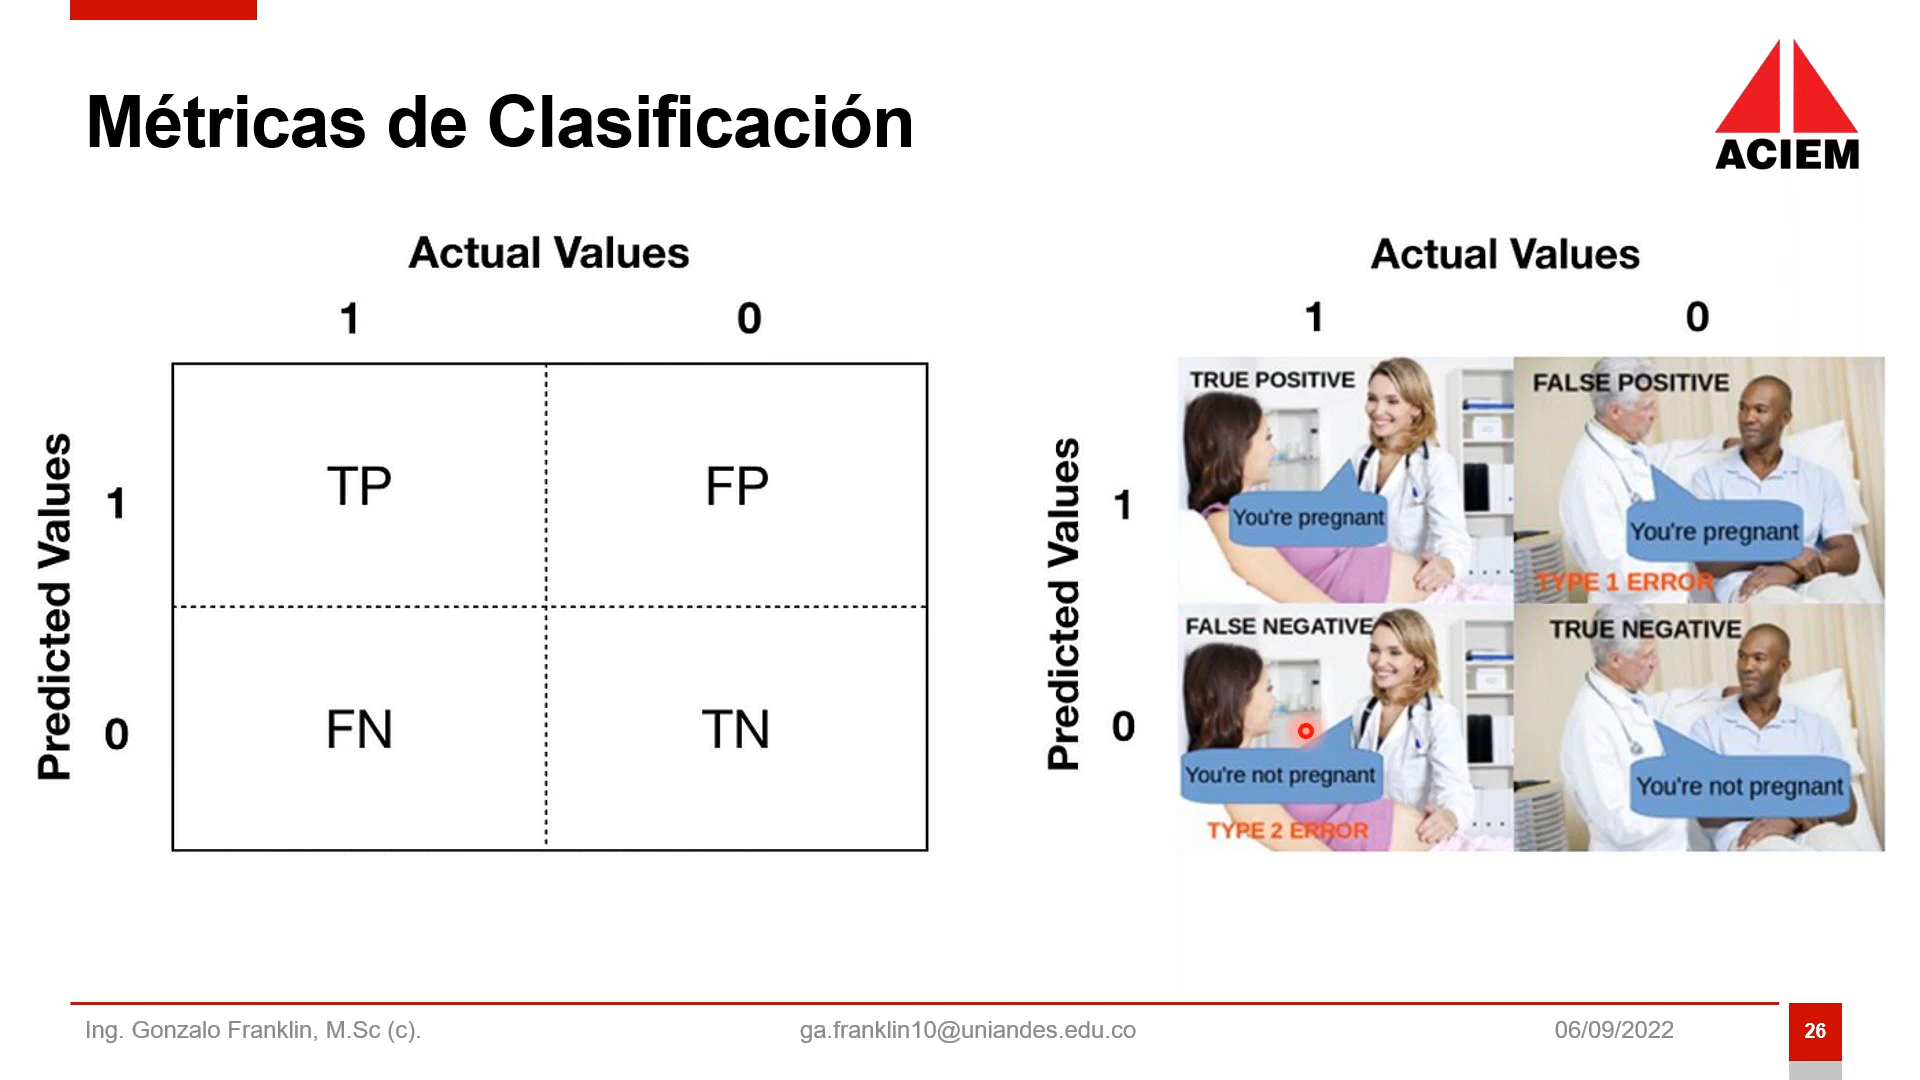 Métricas de Clasificación
ACIEM
Actual Values
1 0
Predicted Values
1
0
TP FP
FN TN
Actual Values
1 0
Predicted Values
1
0
TRUE POSITIVE
You're pregnant
FALSE POSITIVE
You're pregnant
TYPE 1 ERROR
FALSE NEGATIVE
You're not pregnant
TYPE 2 ERROR
TRUE NEGATIVE
You're not pregnant
Ing. Gonzalo Franklin, M.Sc (c).
ga.franklin10@uniandes.edu.co
06/09/2022
26